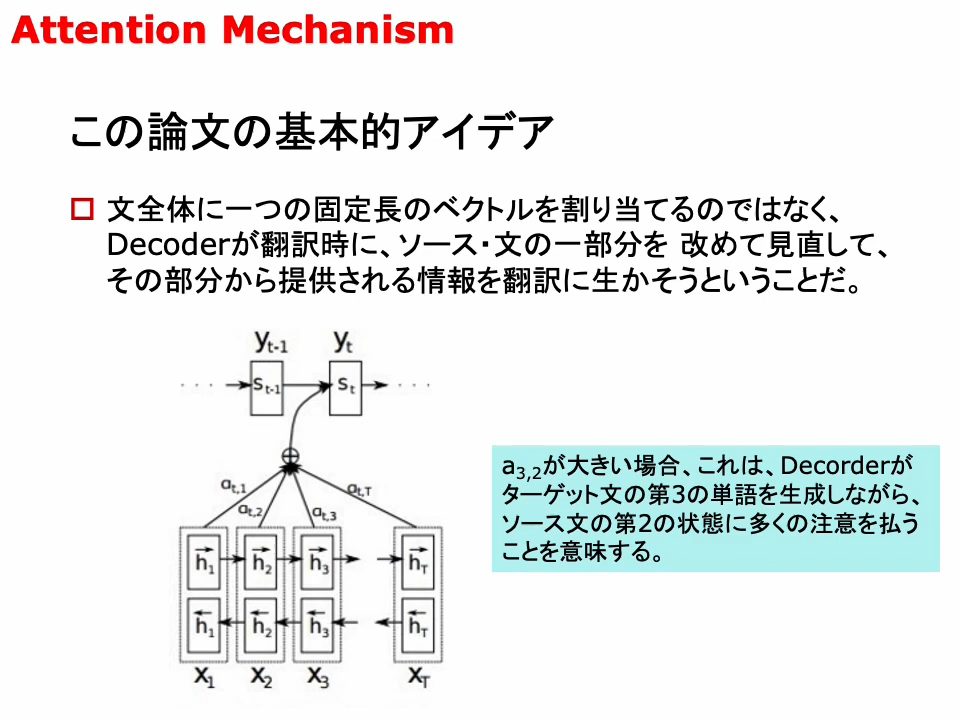 Attention Mechanism
この論文の基本的アイデア
文全体に一つの固定長のベクトルを割り当てるのではなく、
Decoderが翻訳時に、ソース・文の一部分を 改めて見直して、
その部分から提供される情報を翻訳に生かそうということだ。
yt-1 yt
st-1 st
at,1 at,2 at,3 at,T
h1 h2 h3 hT
h1 h2 h3 hT
x1 x2 x3 xT
a3,2が大きい場合、これは、Decorderが
ターゲット文の第3の単語を生成しながら、
ソース文の第2の状態に多くの注意を払う
ことを意味する。